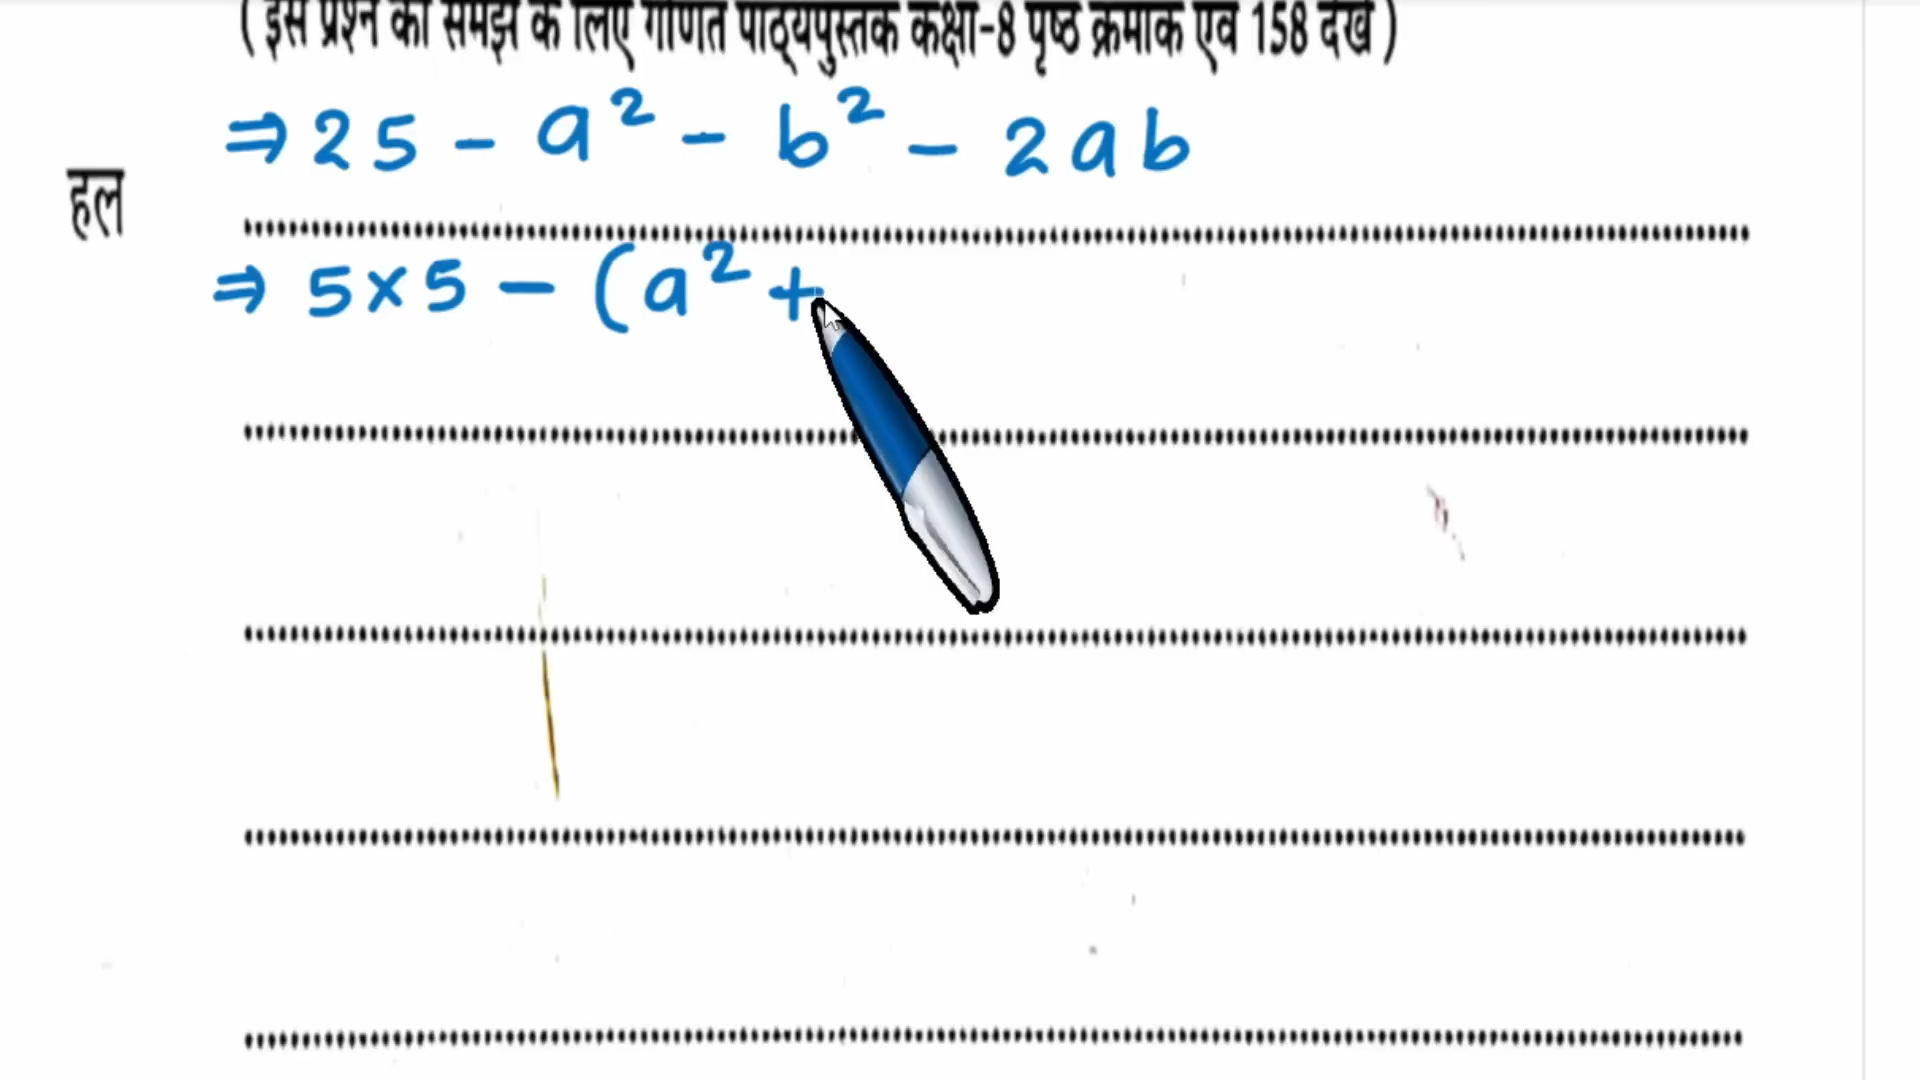 ( इस प्रश्न को समझ के लिए गणित पाठ्यपुस्तक कक्षा-8 पृष्ठ क्रमांक एवं 158 देखें )
⇒ 25 - a² - b² - 2ab
हल
⇒ 5×5 - (a² +